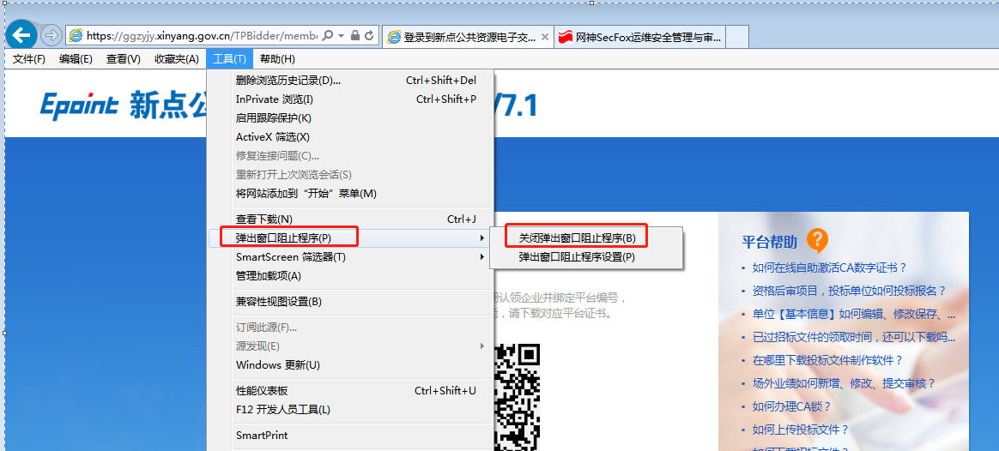 https://ggzyjy.xinyang.gov.cn/TPBidder/memb
登录到新点公共资源电子交...
网神SecFox运维安全管理与审...
文件(F) 编辑(E) 查看(V) 收藏夹(A) 工具(T) 帮助(H)
Epoint 新点公
/7.1
删除浏览历史记录(D)... Ctrl+Shift+Del
InPrivate 浏览(I) Ctrl+Shift+P
启用跟踪保护(K)
ActiveX 筛选(X)
修复连接问题(C)...
重新打开上次浏览会话(S)
将网站添加到“开始”菜单(M)
查看下载(N) Ctrl+J
弹出窗口阻止程序(P)
关闭弹出窗口阻止程序(B)
SmartScreen 筛选器(T)
弹出窗口阻止程序设置(P)
管理加载项(A)
兼容性视图设置(B)
订阅此源(F)...
源发现(E)
Windows 更新(U)
性能仪表板 Ctrl+Shift+U
F12 开发人员工具(L)
SmartPrint
认领企业并绑定平台编号，
，请下载对应平台证书。
平台帮助 ?
如何在线自助激活CA数字证书？
资格后审项目，投标单位如何投标报名？
单位【基本信息】如何编辑、修改保存、...
已过招标文件的领取时间，还可以下载吗...
在哪里下载投标文件制作软件？
场外业绩如何新增、修改、提交审核？
如何办理CA锁？
如何上传投标文件？